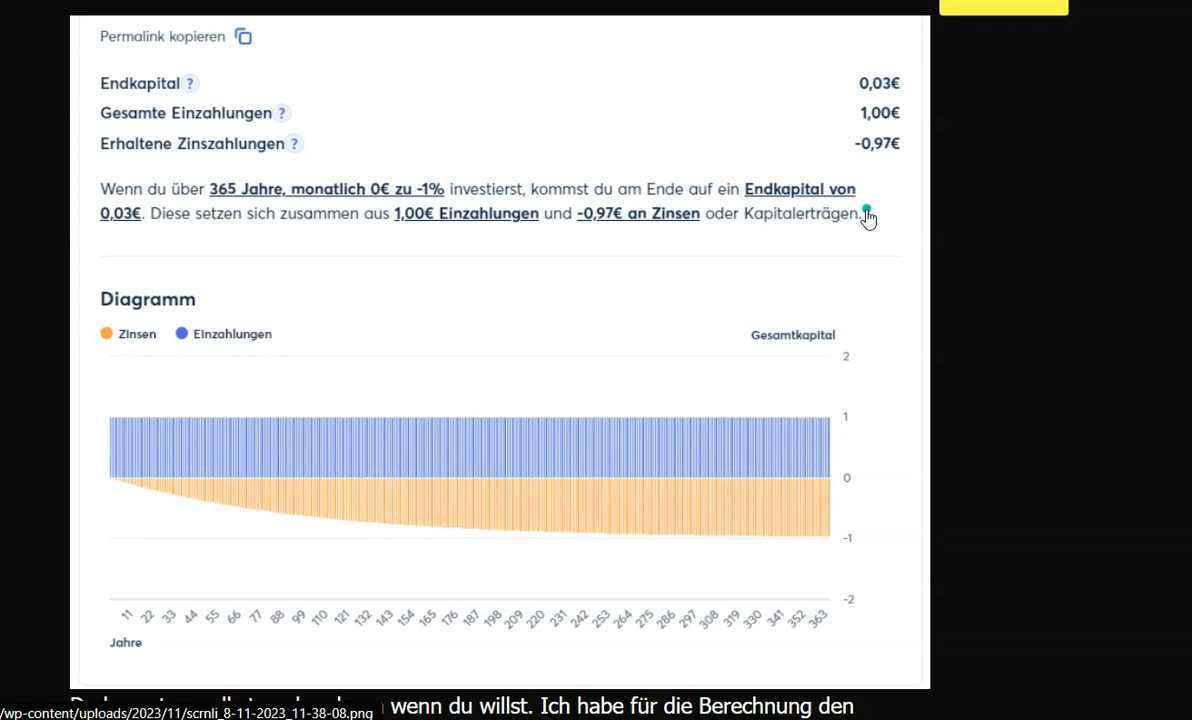 Permalink kopieren
Endkapital ? 0,03€
Gesamte Einzahlungen ? 1,00€
Erhaltene Zinszahlungen ? -0,97€
Wenn du über 365 Jahre, monatlich 0€ zu -1% investierst, kommst du am Ende auf ein Endkapital von
0,03€. Diese setzen sich zusammen aus 1,00€ Einzahlungen und -0,97€ an Zinsen oder Kapitalerträgen.
Diagramm
Zinsen Einzahlungen Gesamtkapital
2
1
0
-1
-2
11 22 33 44 55 66 77 88 99 110 121 132 143 154 165 176 187 198 209 220 231 242 253 264 275 286 297 308 319 330 341 352 363
Jahre
wenn du willst. Ich habe für die Berechnung den
/wp-content/uploads/2023/11/scrnli_8-11-2023_11-38-08.png